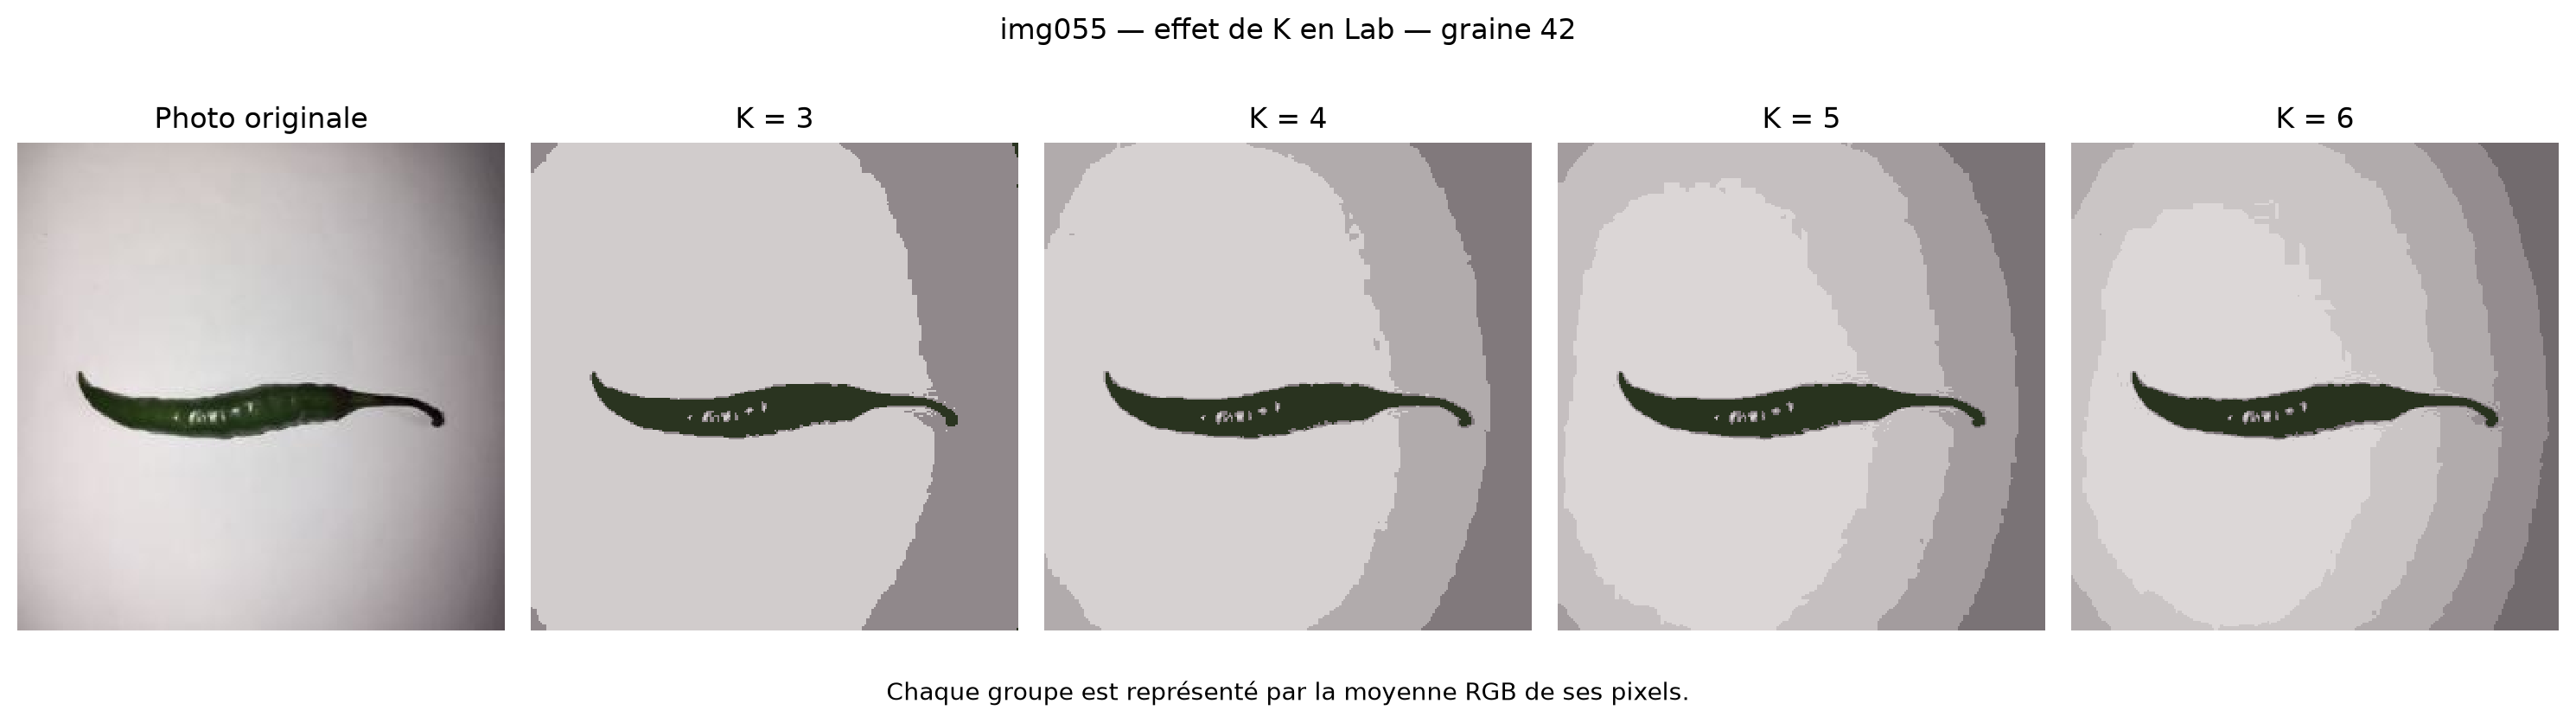 img055 — effet de K en Lab — graine 42
Photo originale
K = 3
K = 4
K = 5
K = 6
Chaque groupe est représenté par la moyenne RGB de ses pixels.